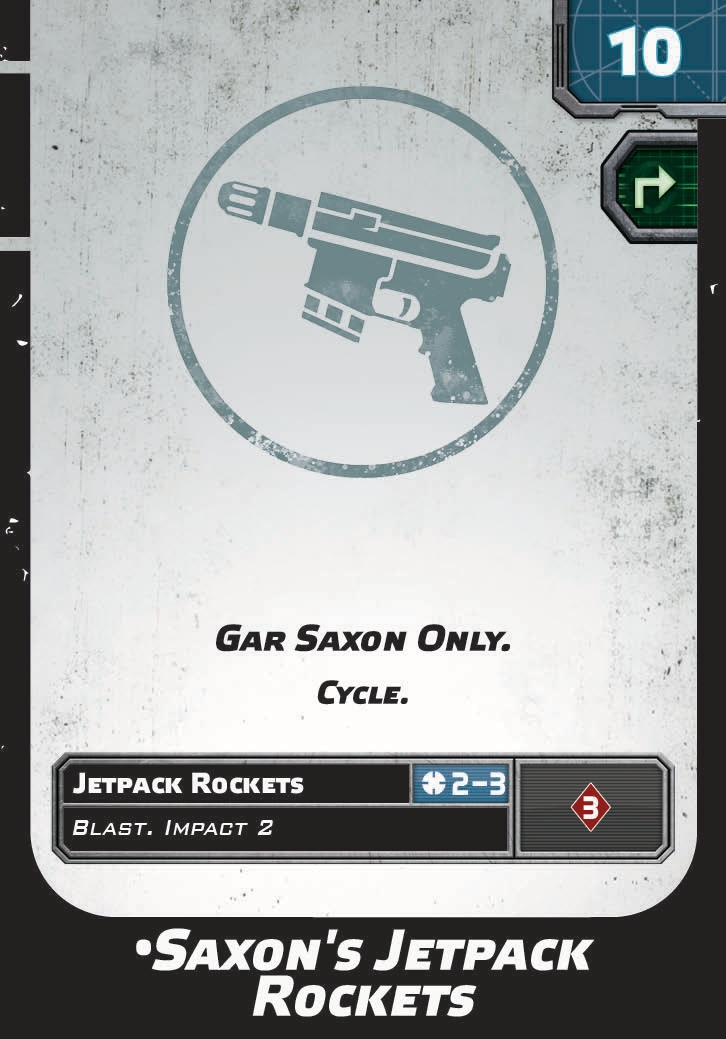 10
Gar Saxon Only.
Cycle.
Jetpack Rockets 2–3
3
Blast. Impact 2
•Saxon's Jetpack
Rockets